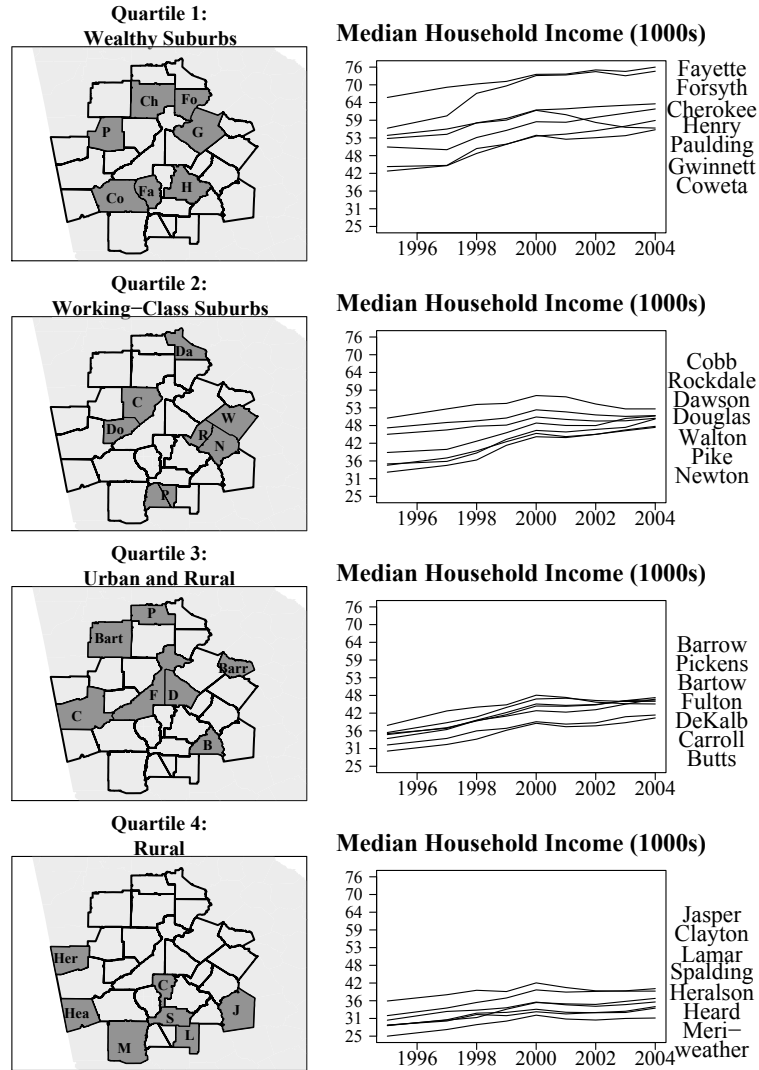 Quartile 1:
Wealthy Suburbs
Ch
Fo
P
G
Co
Fa
H
Median Household Income (1000s)
76
70
64
59
53
48
42
36
31
25
1996 1998 2000 2002 2004
Fayette
Forsyth
Cherokee
Henry
Paulding
Gwinnett
Coweta
Quartile 2:
Working−Class Suburbs
Da
C
W
Do
R
N
P
Median Household Income (1000s)
76
70
64
59
53
48
42
36
31
25
1996 1998 2000 2002 2004
Cobb
Rockdale
Dawson
Douglas
Walton
Pike
Newton
Quartile 3:
Urban and Rural
P
Bart
Barr
F
D
C
B
Median Household Income (1000s)
76
70
64
59
53
48
42
36
31
25
1996 1998 2000 2002 2004
Barrow
Pickens
Bartow
Fulton
DeKalb
Carroll
Butts
Quartile 4:
Rural
Her
C
Hea
S
J
M
L
Median Household Income (1000s)
76
70
64
59
53
48
42
36
31
25
1996 1998 2000 2002 2004
Jasper
Clayton
Lamar
Spalding
Heralson
Heard
Meri−
weather